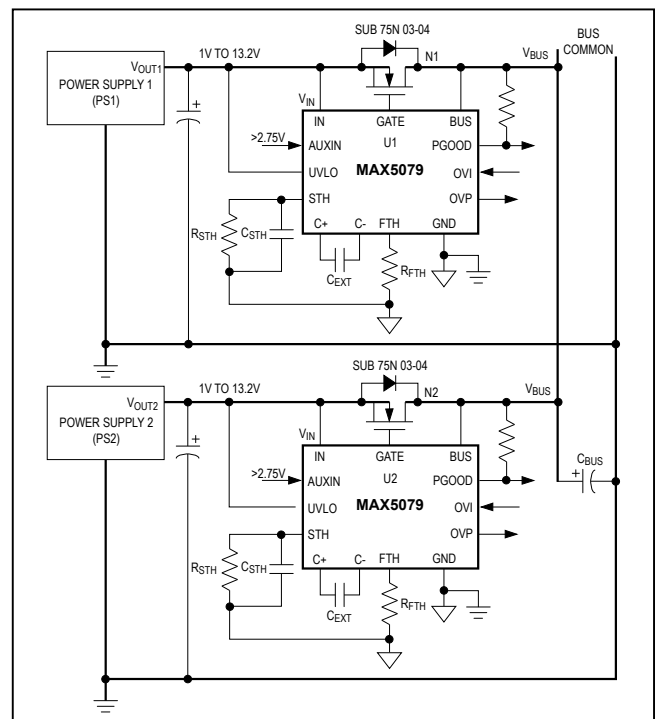 SUB 75N 03-04
BUS
COMMON
1V TO 13.2V
N1
VBUS
VOUT1
POWER SUPPLY 1
(PS1)
+
VIN
IN
GATE
BUS
>2.75V
AUXIN
U1
PGOOD
UVLO
MAX5079
OVI
STH
OVP
RSTH
CSTH
C+
C-
FTH
GND
CEXT
RFTH
SUB 75N 03-04
1V TO 13.2V
N2
VBUS
VOUT2
POWER SUPPLY 2
(PS2)
+
VIN
IN
GATE
BUS
CBUS
+
>2.75V
AUXIN
U2
PGOOD
UVLO
MAX5079
OVI
STH
OVP
RSTH
CSTH
C+
C-
FTH
GND
CEXT
RFTH